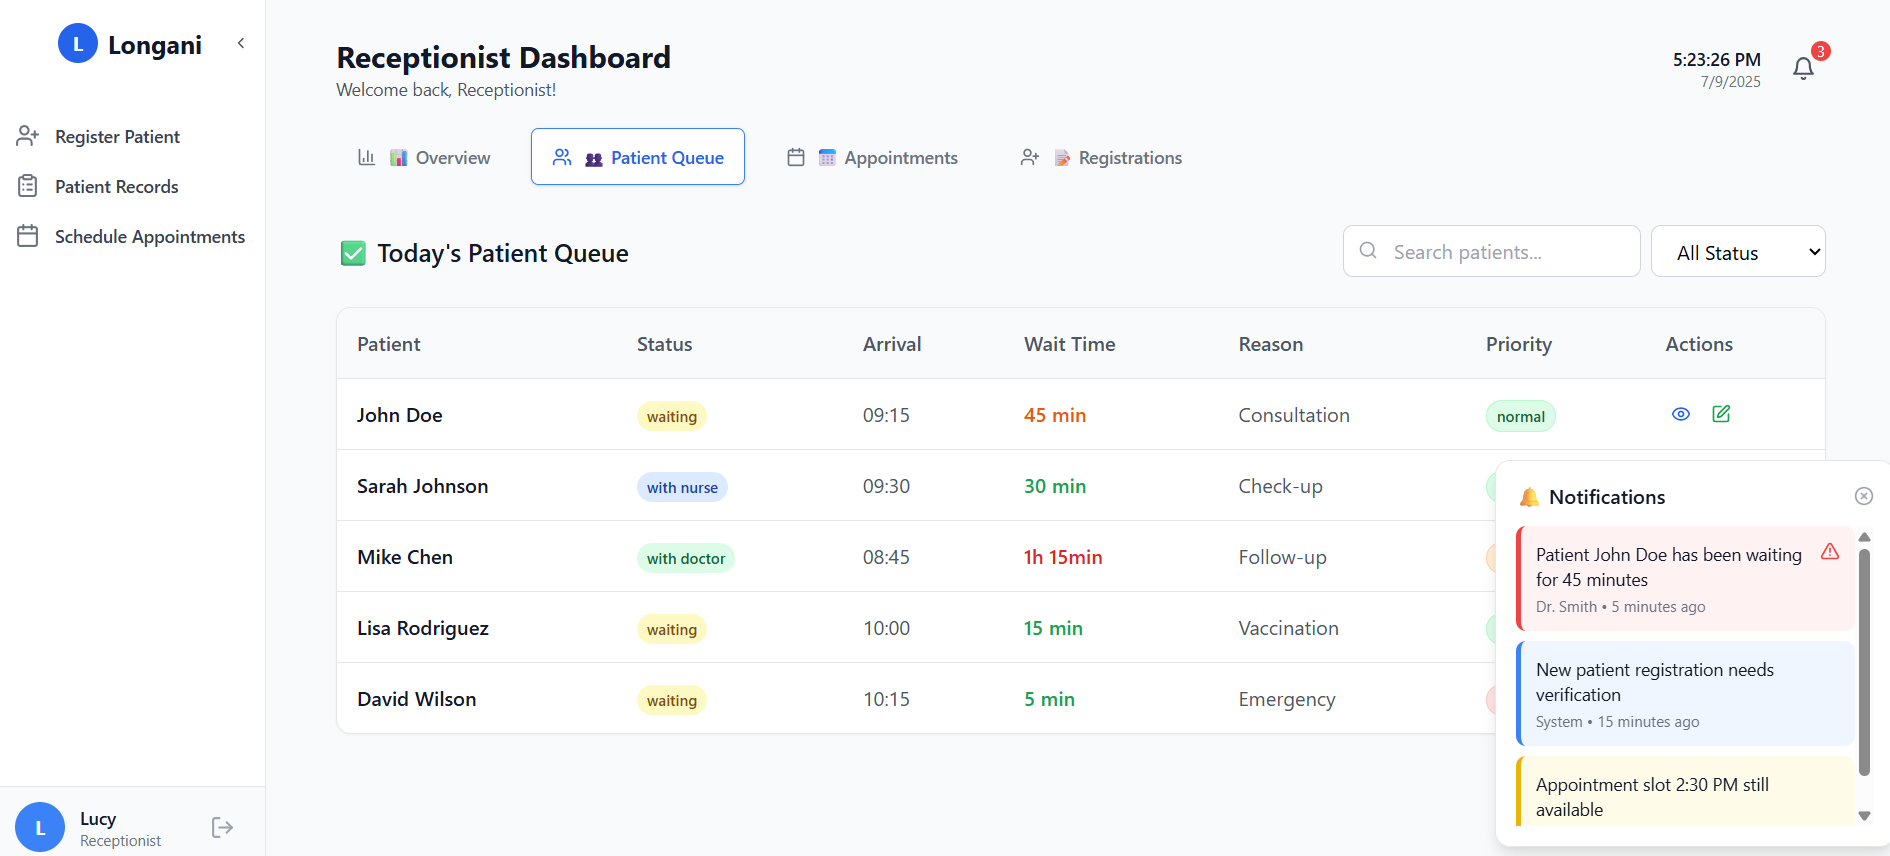 L Longani
Register Patient
Patient Records
Schedule Appointments
L
Lucy
Receptionist
Receptionist Dashboard
Welcome back, Receptionist!
5:23:26 PM
7/9/2025
3
Overview
Patient Queue
Appointments
Registrations
Today's Patient Queue
Search patients...
All Status
Patient Status Arrival Wait Time Reason Priority Actions
John Doe waiting 09:15 45 min Consultation normal
Sarah Johnson with nurse 09:30 30 min Check-up
Mike Chen with doctor 08:45 1h 15min Follow-up
Lisa Rodriguez waiting 10:00 15 min Vaccination
David Wilson waiting 10:15 5 min Emergency
Notifications
Patient John Doe has been waiting
for 45 minutes
Dr. Smith • 5 minutes ago
New patient registration needs
verification
System • 15 minutes ago
Appointment slot 2:30 PM still
available